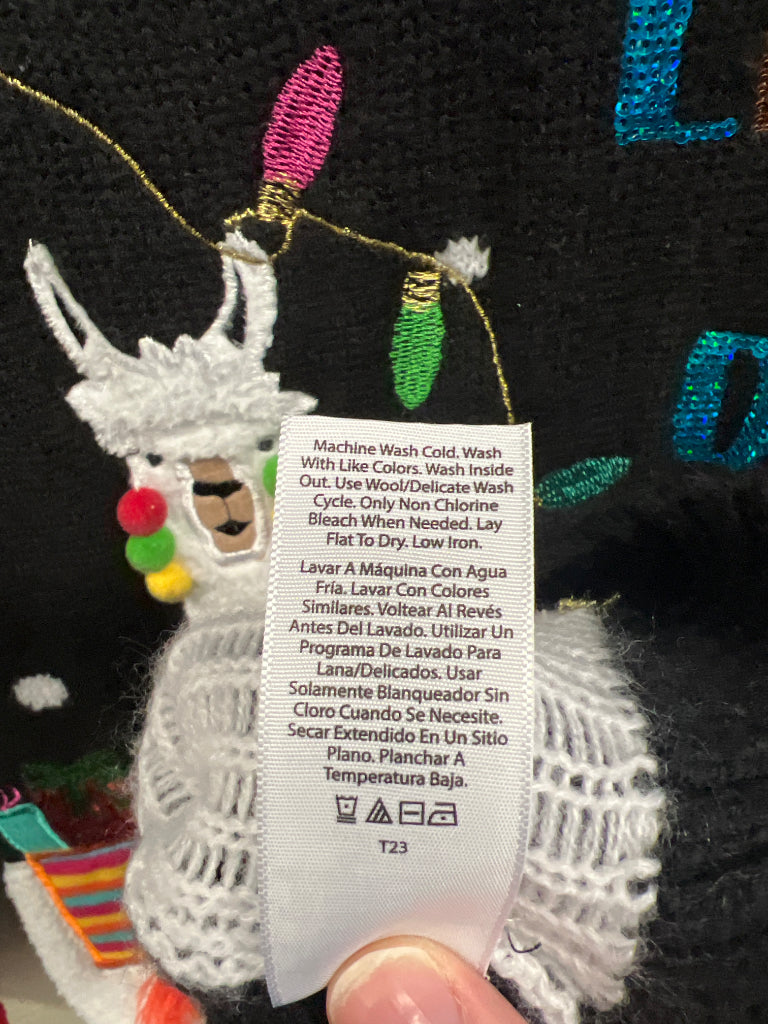 L
D
Machine Wash Cold. Wash
With Like Colors. Wash Inside
Out. Use Wool/Delicate Wash
Cycle. Only Non Chlorine
Bleach When Needed. Lay
Flat To Dry. Low Iron.
Lavar A Máquina Con Agua
Fría. Lavar Con Colores
Similares. Voltear Al Revés
Antes Del Lavado. Utilizar Un
Programa De Lavado Para
Lana/Delicados. Usar
Solamente Blanqueador Sin
Cloro Cuando Se Necesite.
Secar Extendido En Un Sitio
Plano. Planchar A
Temperatura Baja.
T23